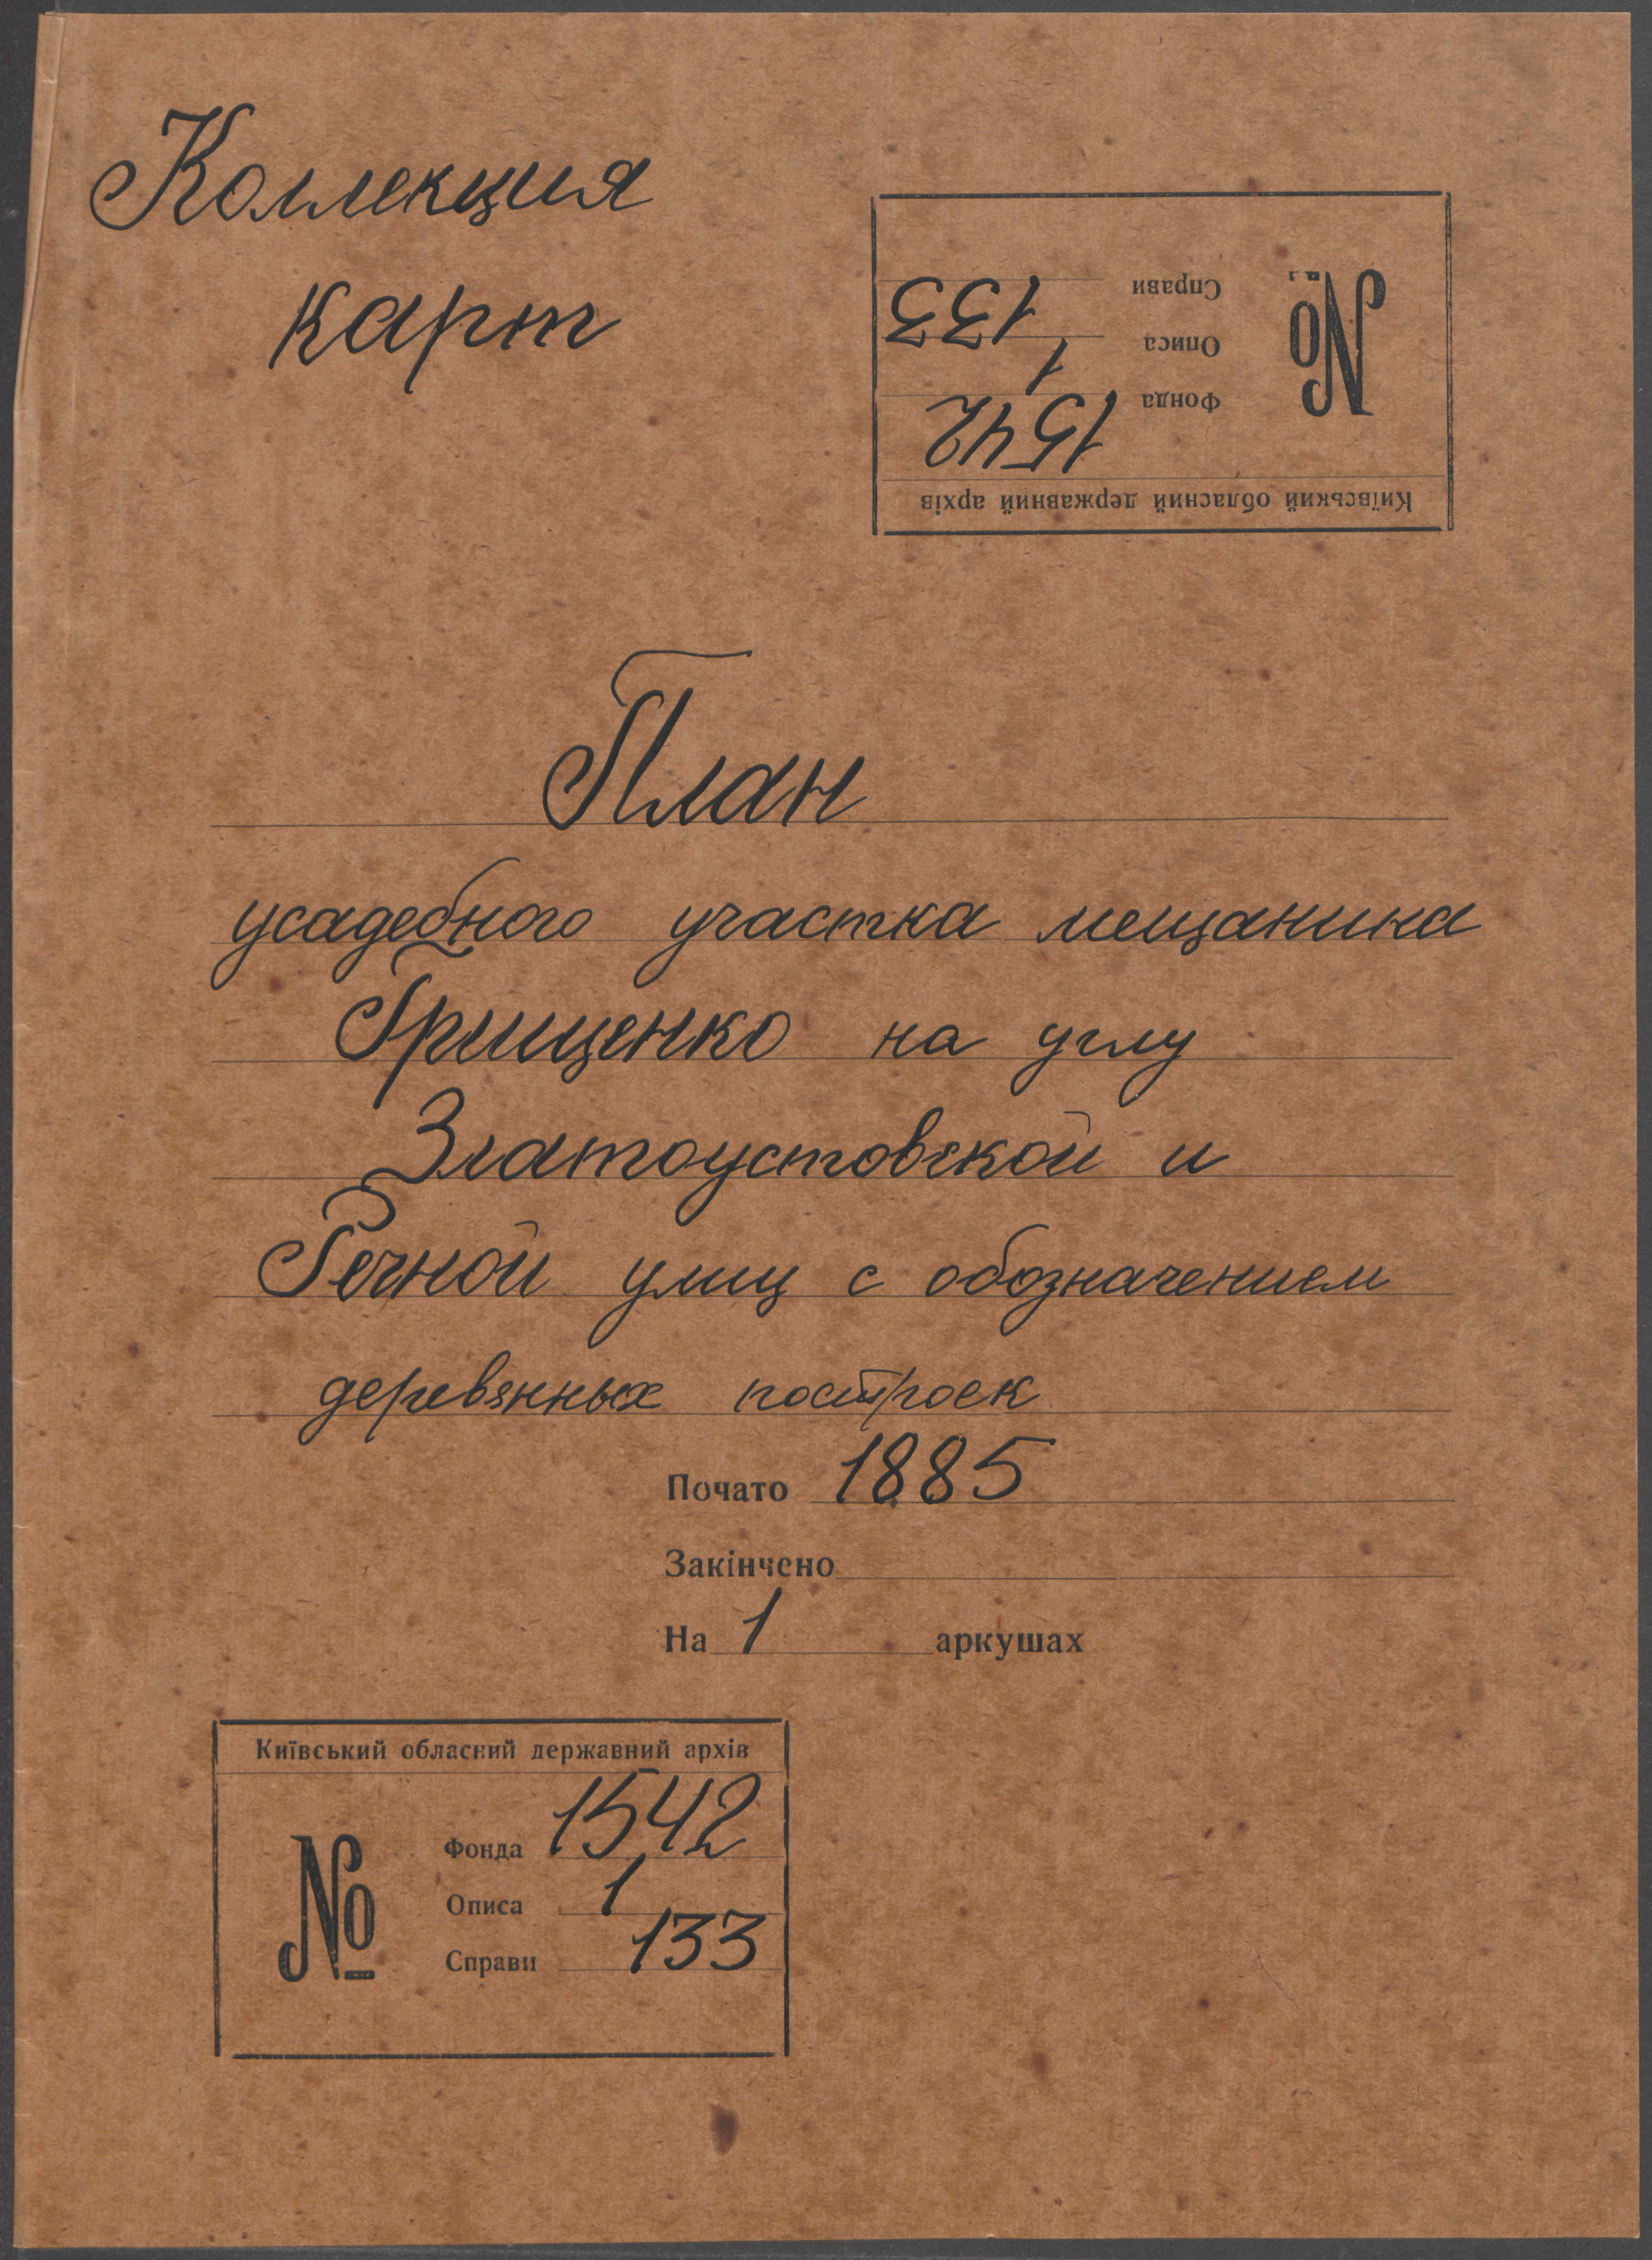 Коллекция
карт
Київський обласний державний архів
№
Фонда 1542
Описа 1
Справи 133
План
усадебного участка мещанина
Грищенко на углу
Златоустовской и
Речной улиц с обозначением
деревянных построек
Почато 1885
Закінчено
На 1 аркушах
Київський обласний державний архів
№
Фонда 1542
Описа 1
Справи 133